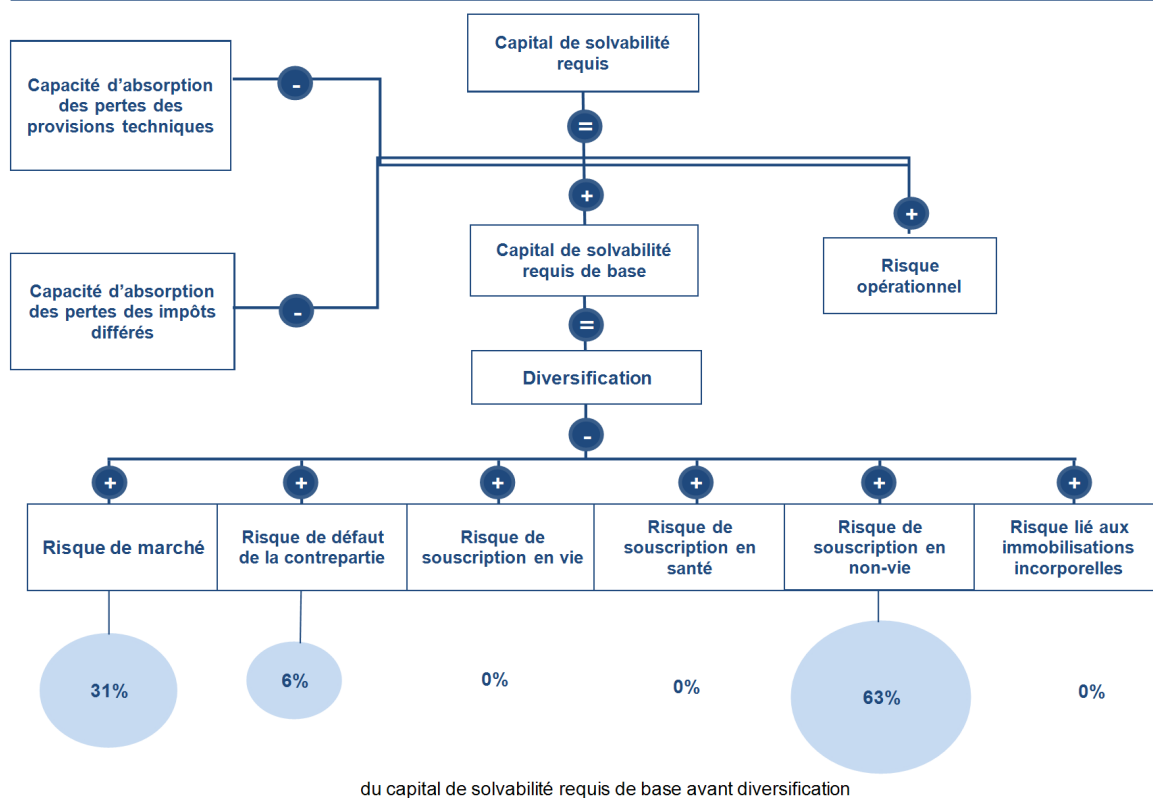 Capital de solvabilité
requis
Capacité d'absorption
des pertes des
provisions techniques
-
=
+
+
Capital de solvabilité
requis de base
Risque
opérationnel
Capacité d'absorption
des pertes des impôts
différés
-
=
Diversification
-
+
+
+
+
+
+
Risque de marché
Risque de défaut
de la contrepartie
Risque de
souscription en vie
Risque de
souscription en
santé
Risque de
souscription en
non-vie
Risque lié aux
immobilisations
incorporelles
31%
6%
0%
0%
63%
0%
du capital de solvabilité requis de base avant diversification